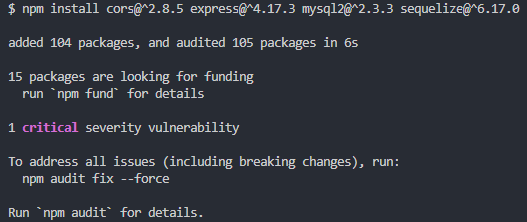 $ npm install cors@^2.8.5 express@^4.17.3 mysql2@^2.3.3 sequelize@^6.17.0
added 104 packages, and audited 105 packages in 6s
15 packages are looking for funding
run `npm fund` for details
1 critical severity vulnerability
To address all issues (including breaking changes), run:
npm audit fix --force
Run `npm audit` for details.